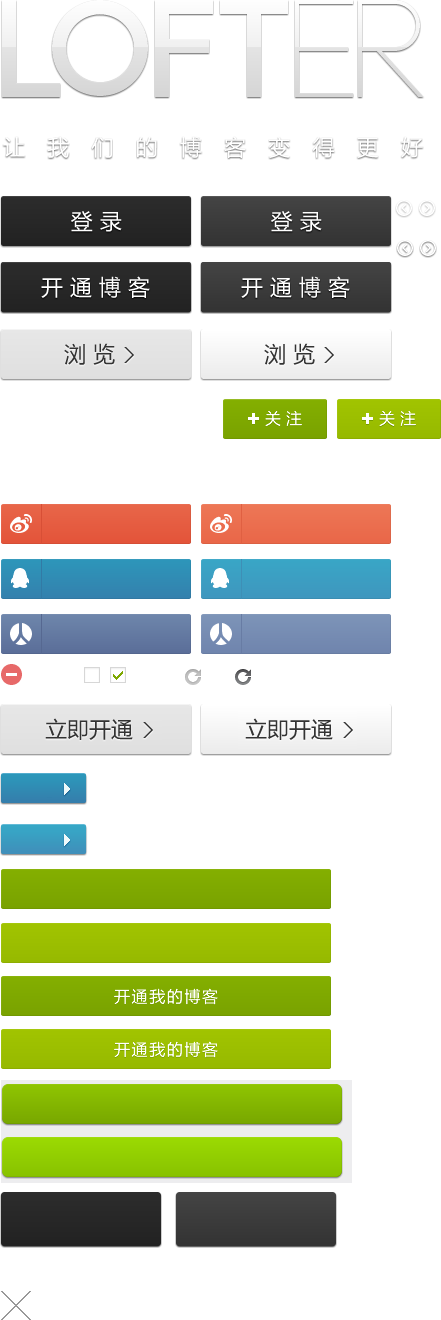 LOFTER
让我们的博客变得更好
登录 登录
开通博客 开通博客
浏览 浏览
关注 关注
立即开通 立即开通
开通我的博客
开通我的博客